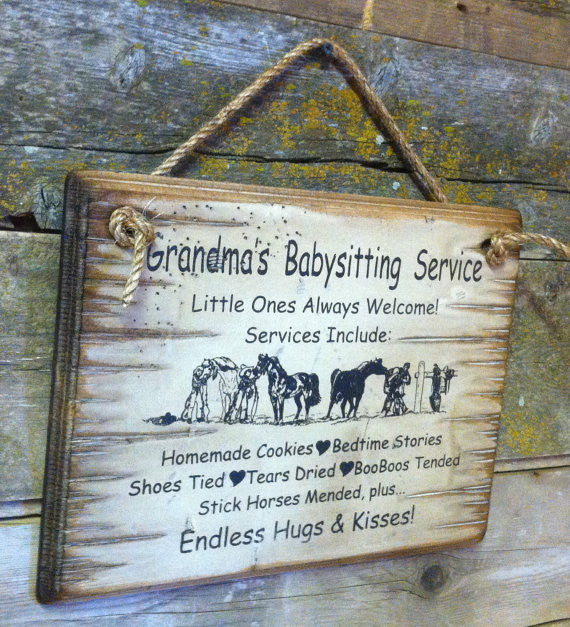 Grandma's Babysitting Service
Little Ones Always Welcome!
Services Include:
Homemade Cookies♥Bedtime Stories
Shoes Tied ♥Tears Dried ♥BooBoos Tended
Stick Horses Mended, plus...
Endless Hugs & Kisses!